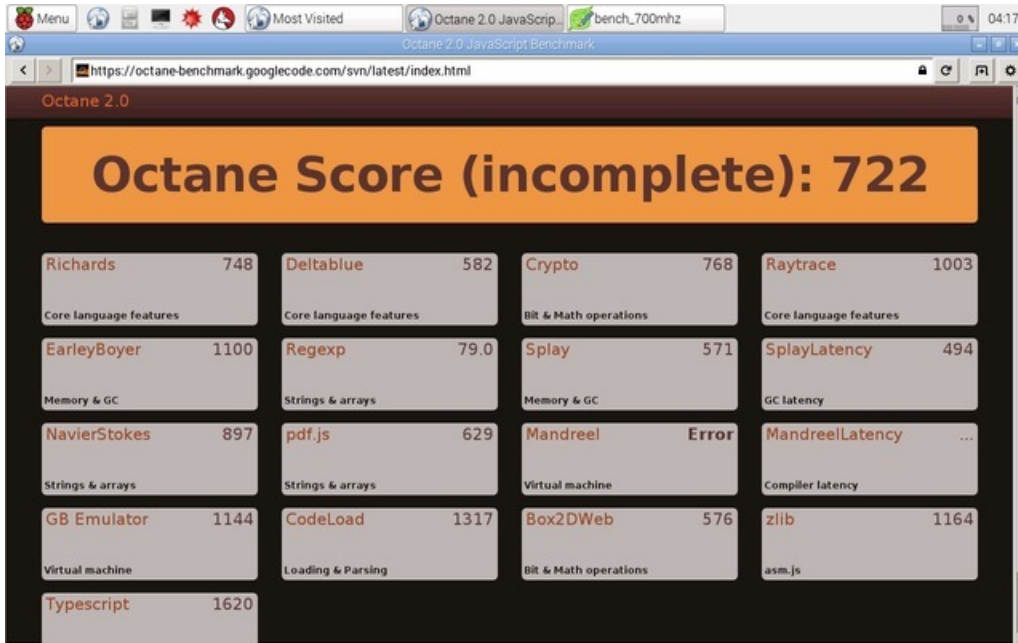 Menu Most Visited Octane 2.0 JavaScrip... bench_700mhz 0 % 04:17
Octane 2.0 JavaScript Benchmark
https://octane-benchmark.googlecode.com/svn/latest/index.html
Octane 2.0
Octane Score (incomplete): 722
Richards 748 Deltablue 582 Crypto 768 Raytrace 1003
Core language features Core language features Bit & Math operations Core language features
EarleyBoyer 1100 Regexp 79.0 Splay 571 SplayLatency 494
Memory & GC Strings & arrays Memory & GC GC latency
NavierStokes 897 pdf.js 629 Mandreel Error MandreelLatency ...
Strings & arrays Strings & arrays Virtual machine Compiler latency
GB Emulator 1144 CodeLoad 1317 Box2DWeb 576 zlib 1164
Virtual machine Loading & Parsing Bit & Math operations asm.js
Typescript 1620